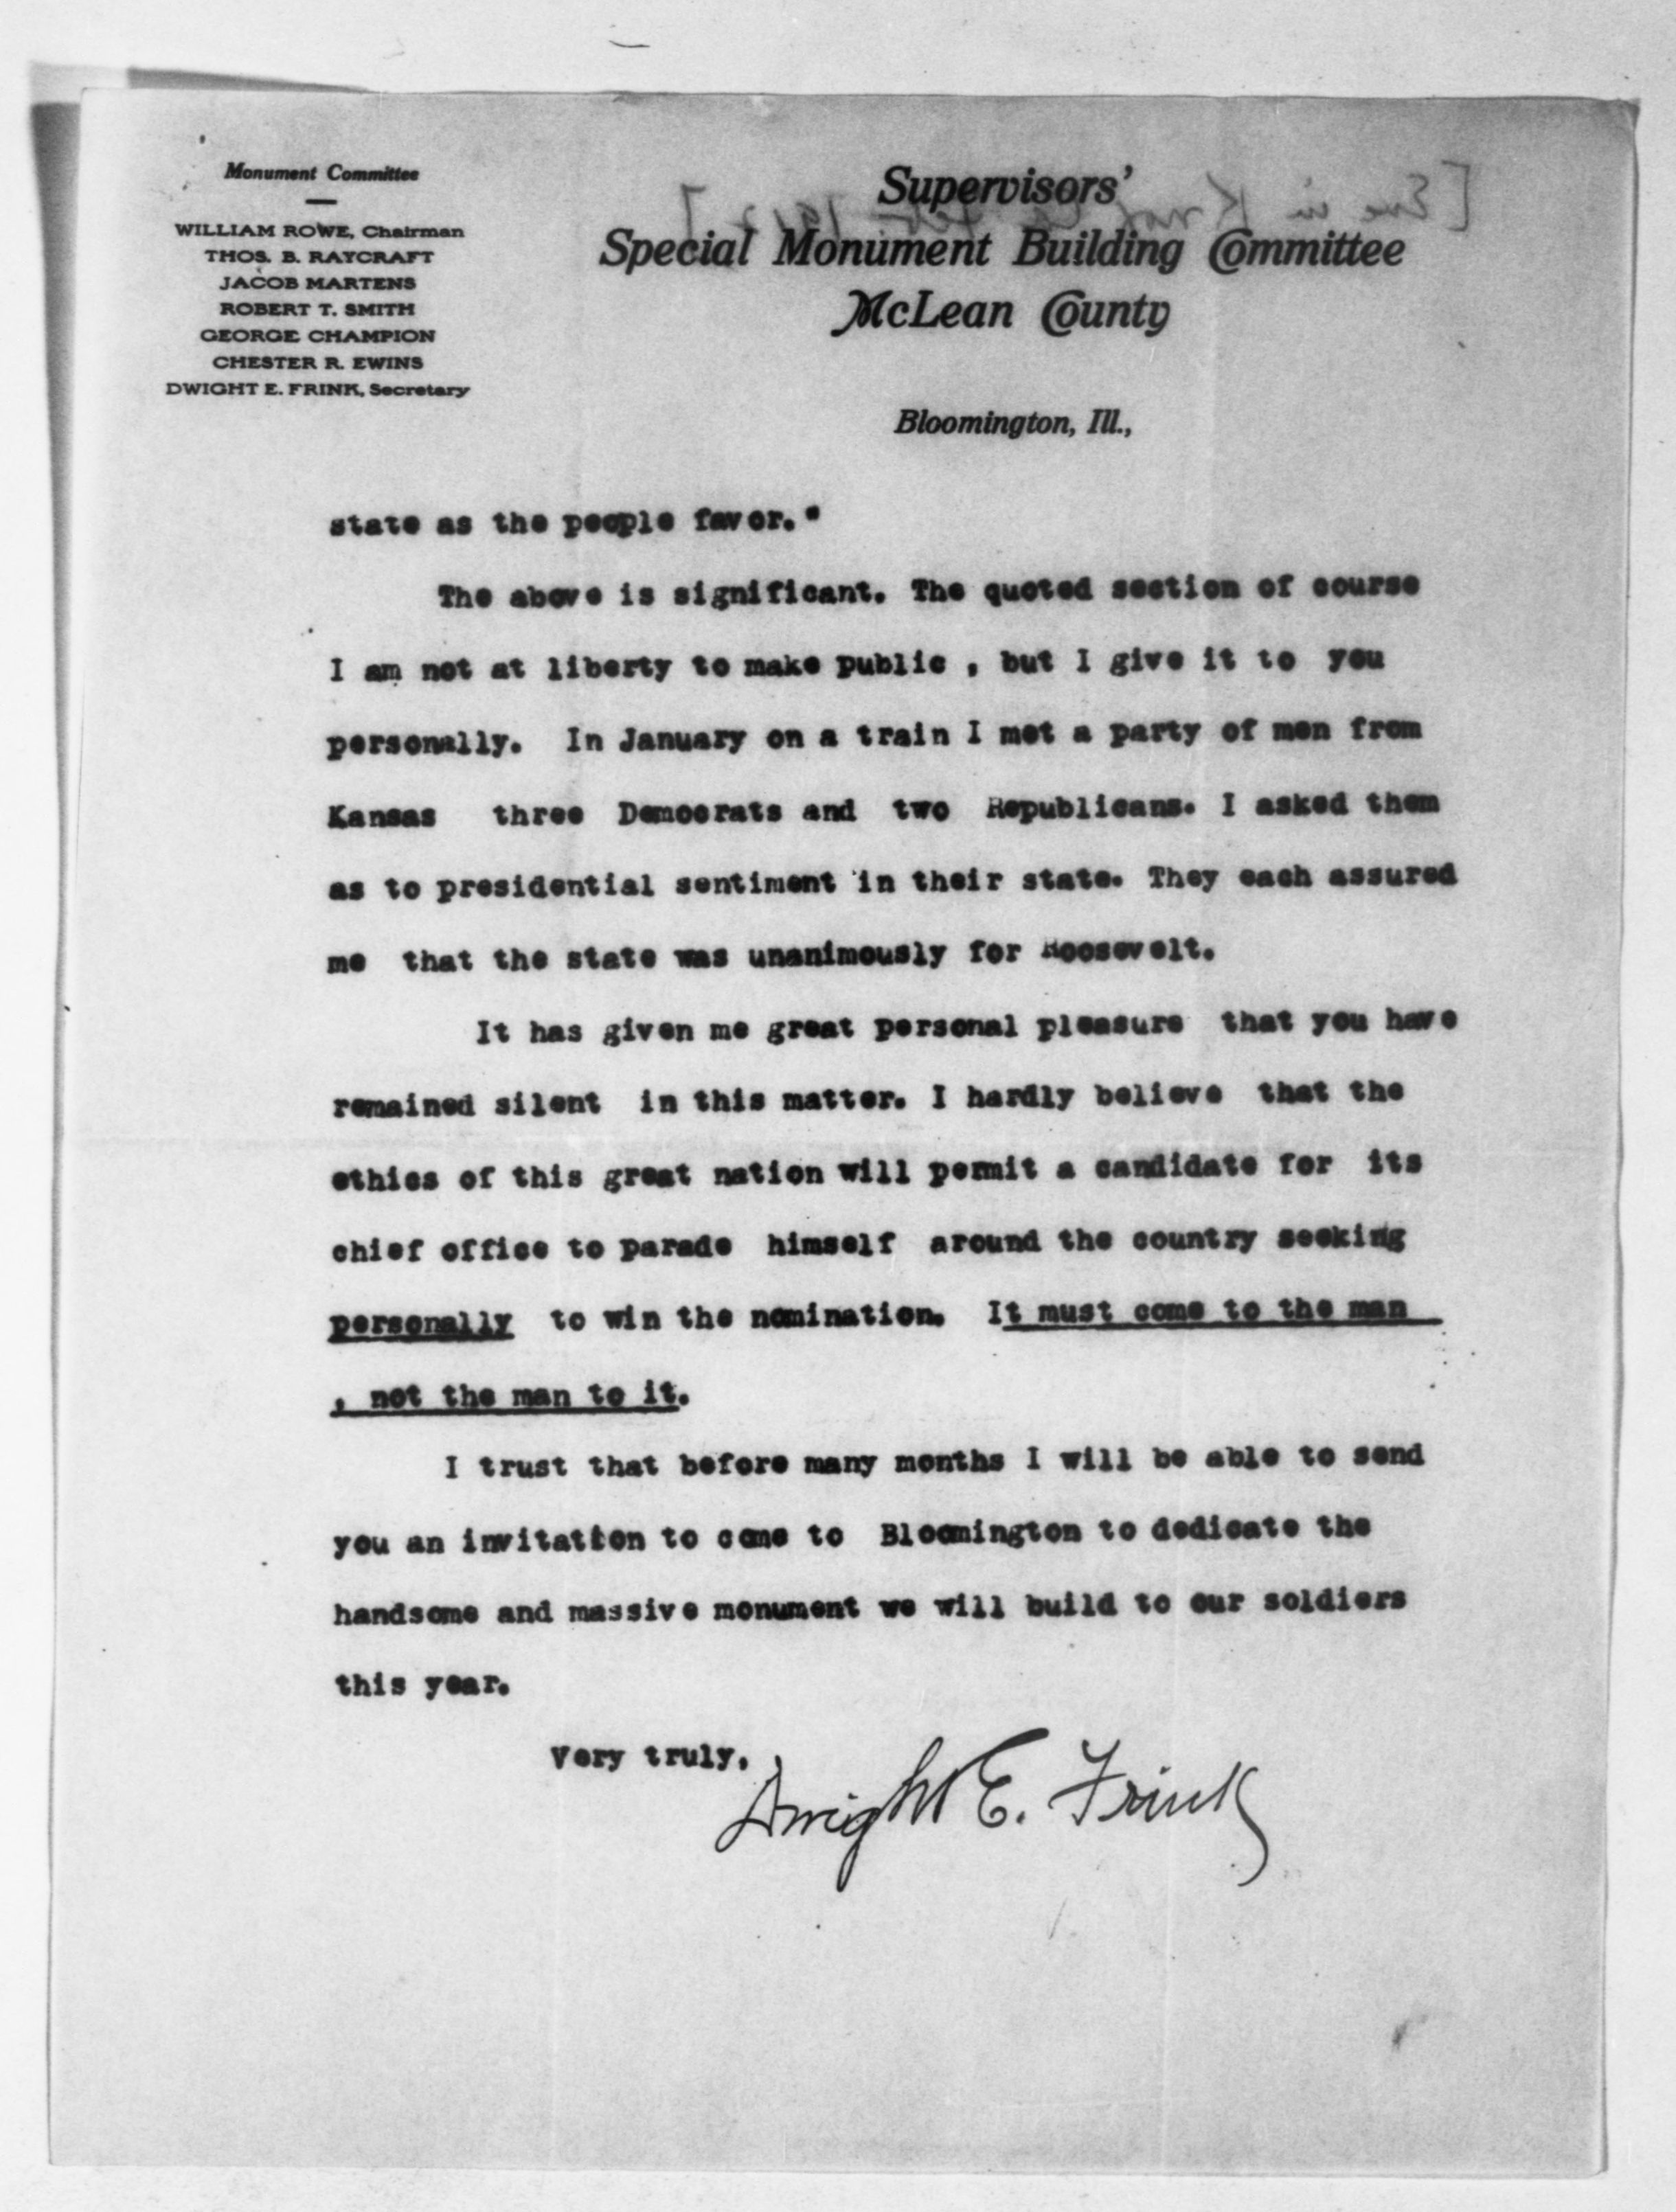 Monument Committee
WILLIAM ROWE, Chairman
THOS. B. RAYCRAFT
JACOB MARTENS
ROBERT T. SMITH
GEORGE CHAMPION
CHESTER R. EWINS
DWIGHT E. FRINK, Secretary
Supervisors'
Special Monument Building Committee
McLean County
Bloomington, Ill.,
state as the people favor."
The above is significant. The quoted section of course
I am not at liberty to make public , but I give it to you
personally. In January on a train I met a party of men from
Kansas three Democrats and two Republicans. I asked them
as to presidential sentiment in their state. They each assured
me that the state was unanimously for Roosevelt.
It has given me great personal pleasure that you have
remained silent in this matter. I hardly believe that the
ethics of this great nation will permit a candidate for its
chief office to parade himself around the country seeking
personally to win the nomination. It must come to the man
, not the man to it.
I trust that before many months I will be able to send
you an invitation to come to Bloomington to dedicate the
handsome and massive monument we will build to our soldiers
this year.
Very truly,
Dwight E. Frink